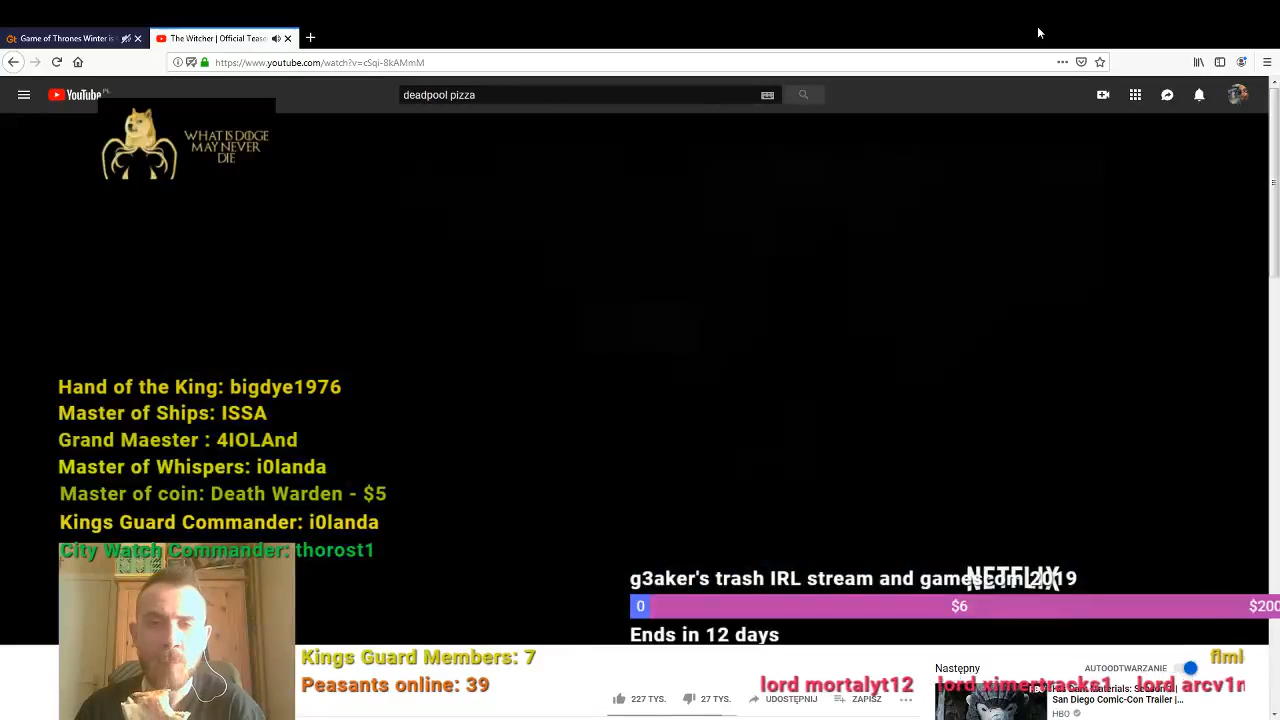 Game of Thrones Winter is
The Witcher | Official Tease
https://www.youtube.com/watch?v=cSqi-8kAMmM
YouTube PL
deadpool pizza
WHAT IS DOGE
MAY NEVER
DIE
Hand of the King: bigdye1976
Master of Ships: ISSA
Grand Maester : 4IOLAnd
Master of Whispers: i0landa
Master of coin: Death Warden - $5
Kings Guard Commander: i0landa
City Watch Commander: thorost1
g3aker's trash IRL stream and gamescom 2019
NETFLIX
0 $6 $200
Ends in 12 days
Kings Guard Members: 7
Peasants online: 39
227 TYS. 27 TYS. UDOSTĘPNIJ ZAPISZ
Następny AUTOODTWARZANIE
lord mortalyt12 lord ximertracks1 lord arcv1n
Materials:
San Diego Comic-Con Trailer |...
HBO